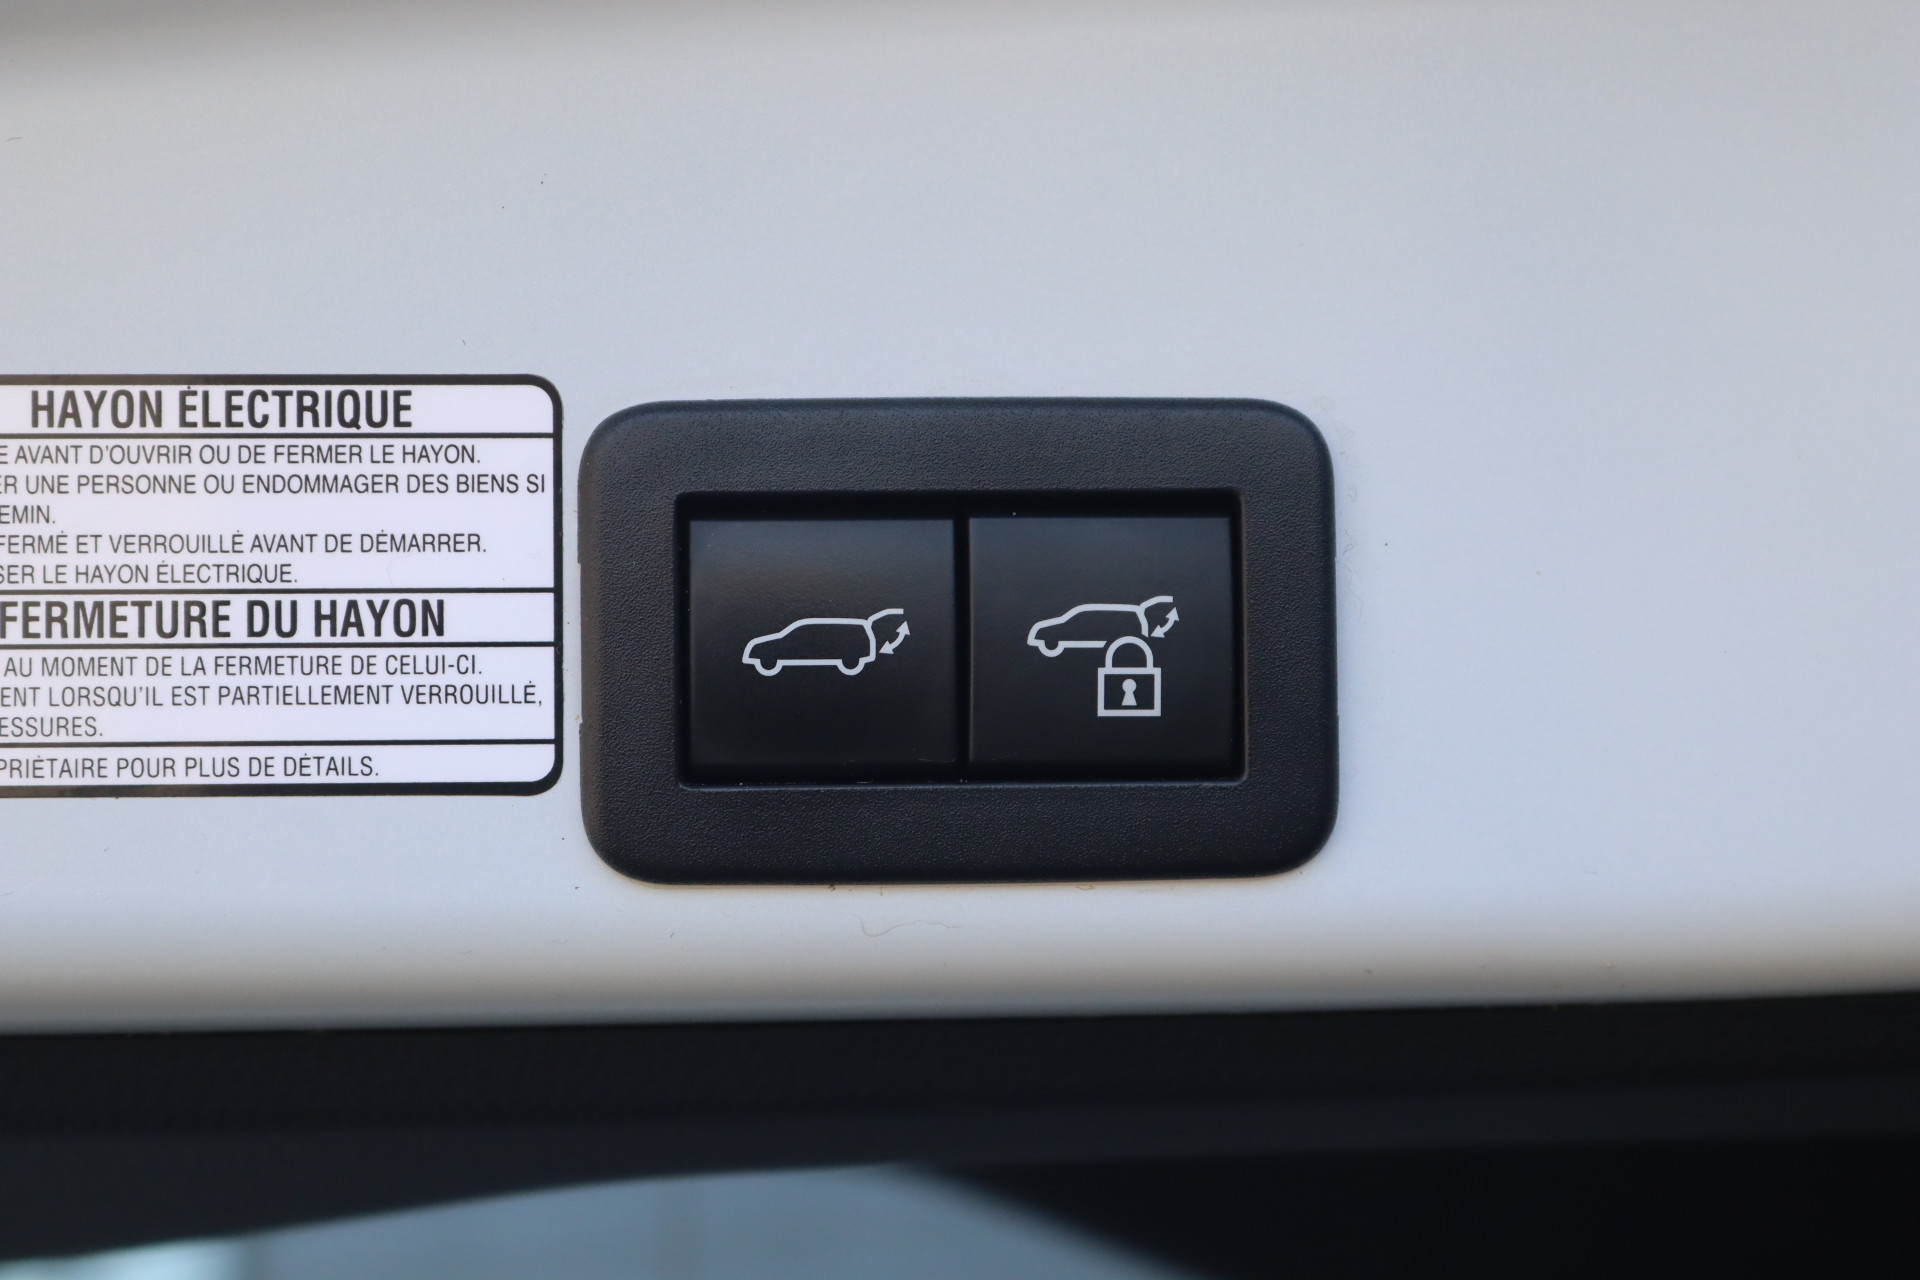 HAYON ÉLECTRIQUE
E AVANT D'OUVRIR OU DE FERMER LE HAYON.
ER UNE PERSONNE OU ENDOMMAGER DES BIENS SI
EMIN.
FERMÉ ET VERROUILLÉ AVANT DE DÉMARRER.
SER LE HAYON ÉLECTRIQUE.
FERMETURE DU HAYON
AU MOMENT DE LA FERMETURE DE CELUI-CI.
ENT LORSQU'IL EST PARTIELLEMENT VERROUILLÉ,
ESSURES.
PRIÉTAIRE POUR PLUS DE DÉTAILS.